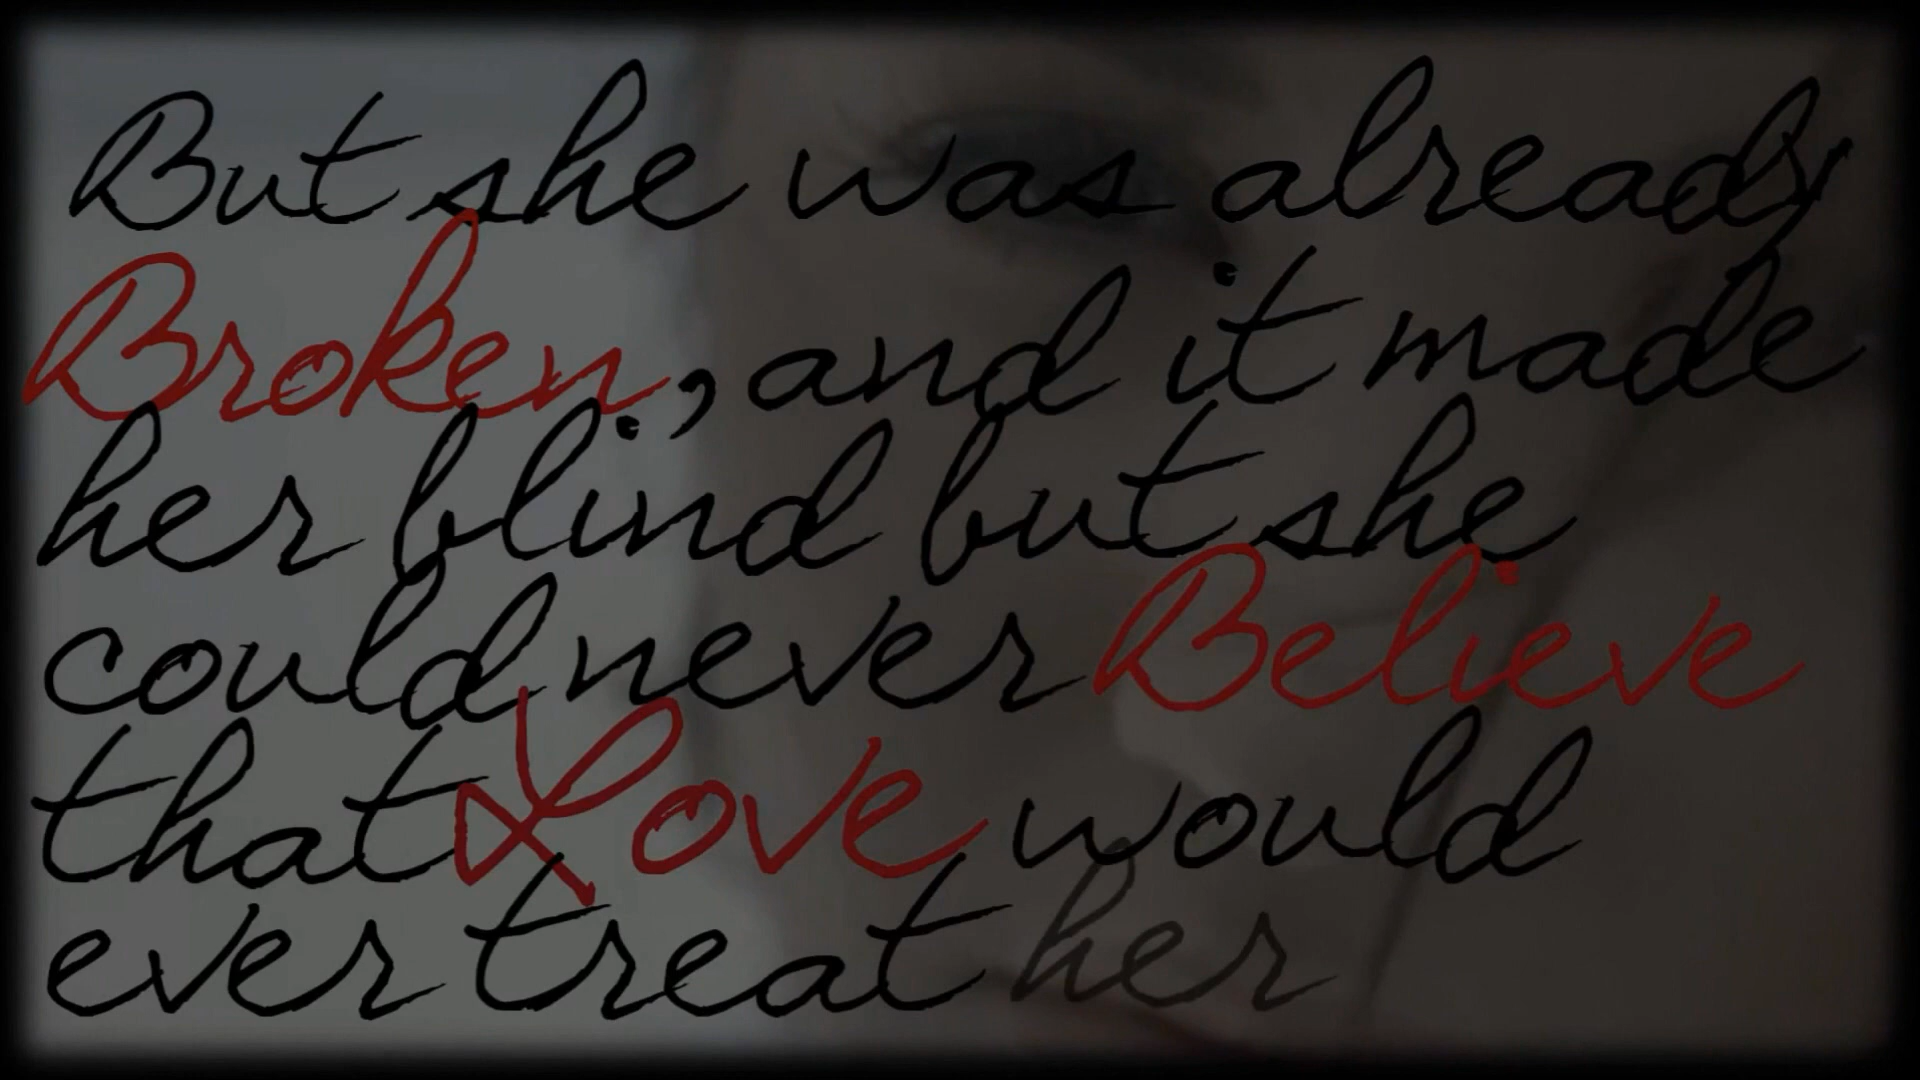 But she was already
Broken, and it made
her blind but she
could never Believe
that Love would
ever treat her